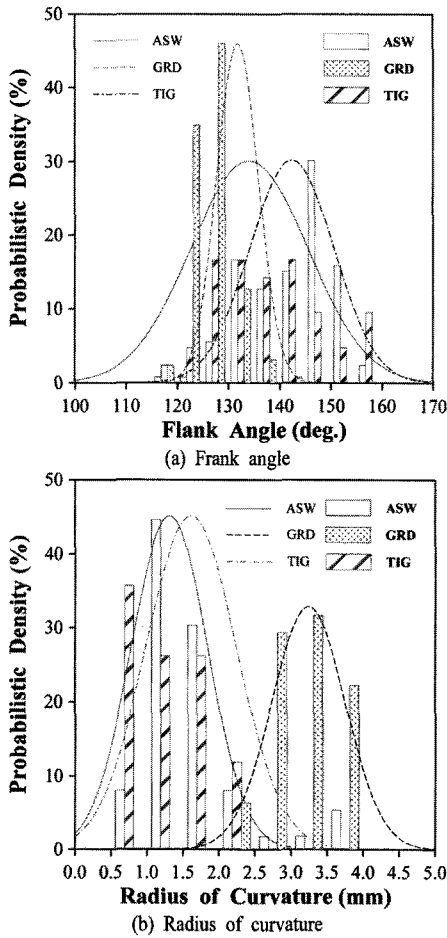 50
40
30
20
10
0
Probabilistic Density (%)
ASW
GRD
TIG
ASW
GRD
TIG
100 110 120 130 140 150 160 170
Flank Angle (deg.)
(a) Frank angle
50
40
30
20
10
0
Probabilistic Density (%)
ASW
GRD
TIG
ASW
GRD
TIG
0.0 0.5 1.0 1.5 2.0 2.5 3.0 3.5 4.0 4.5 5.0
Radius of Curvature (mm)
(b) Radius of curvature